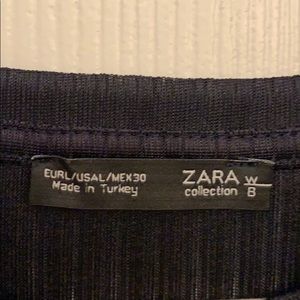 EURL/USAL/MEX30
Made in Turkey
ZARA W/B
collection